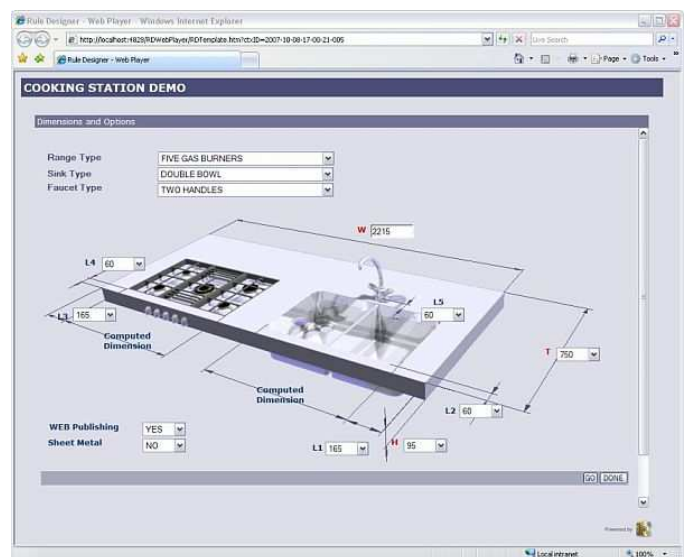 Rule Designer - Web Player - Windows Internet Explorer
http://localhost:4828/RDWebPlayer/RDTemplate.htm?ctxID=2007-10-08-17-00-21-005
Live Search
Rule Designer - Web Player
Page
Tools
COOKING STATION DEMO
Dimensions and Options
Range Type FIVE GAS BURNERS
Sink Type DOUBLE BOWL
Faucet Type TWO HANDLES
W 2215
L4 60
L5
60
L3 165
Computed
Dimension
T 750
Computed
Dimension
L2 60
WEB Publishing YES
Sheet Metal NO
L1 165
H 95
GO DONE
Powered by
Local intranet
100%